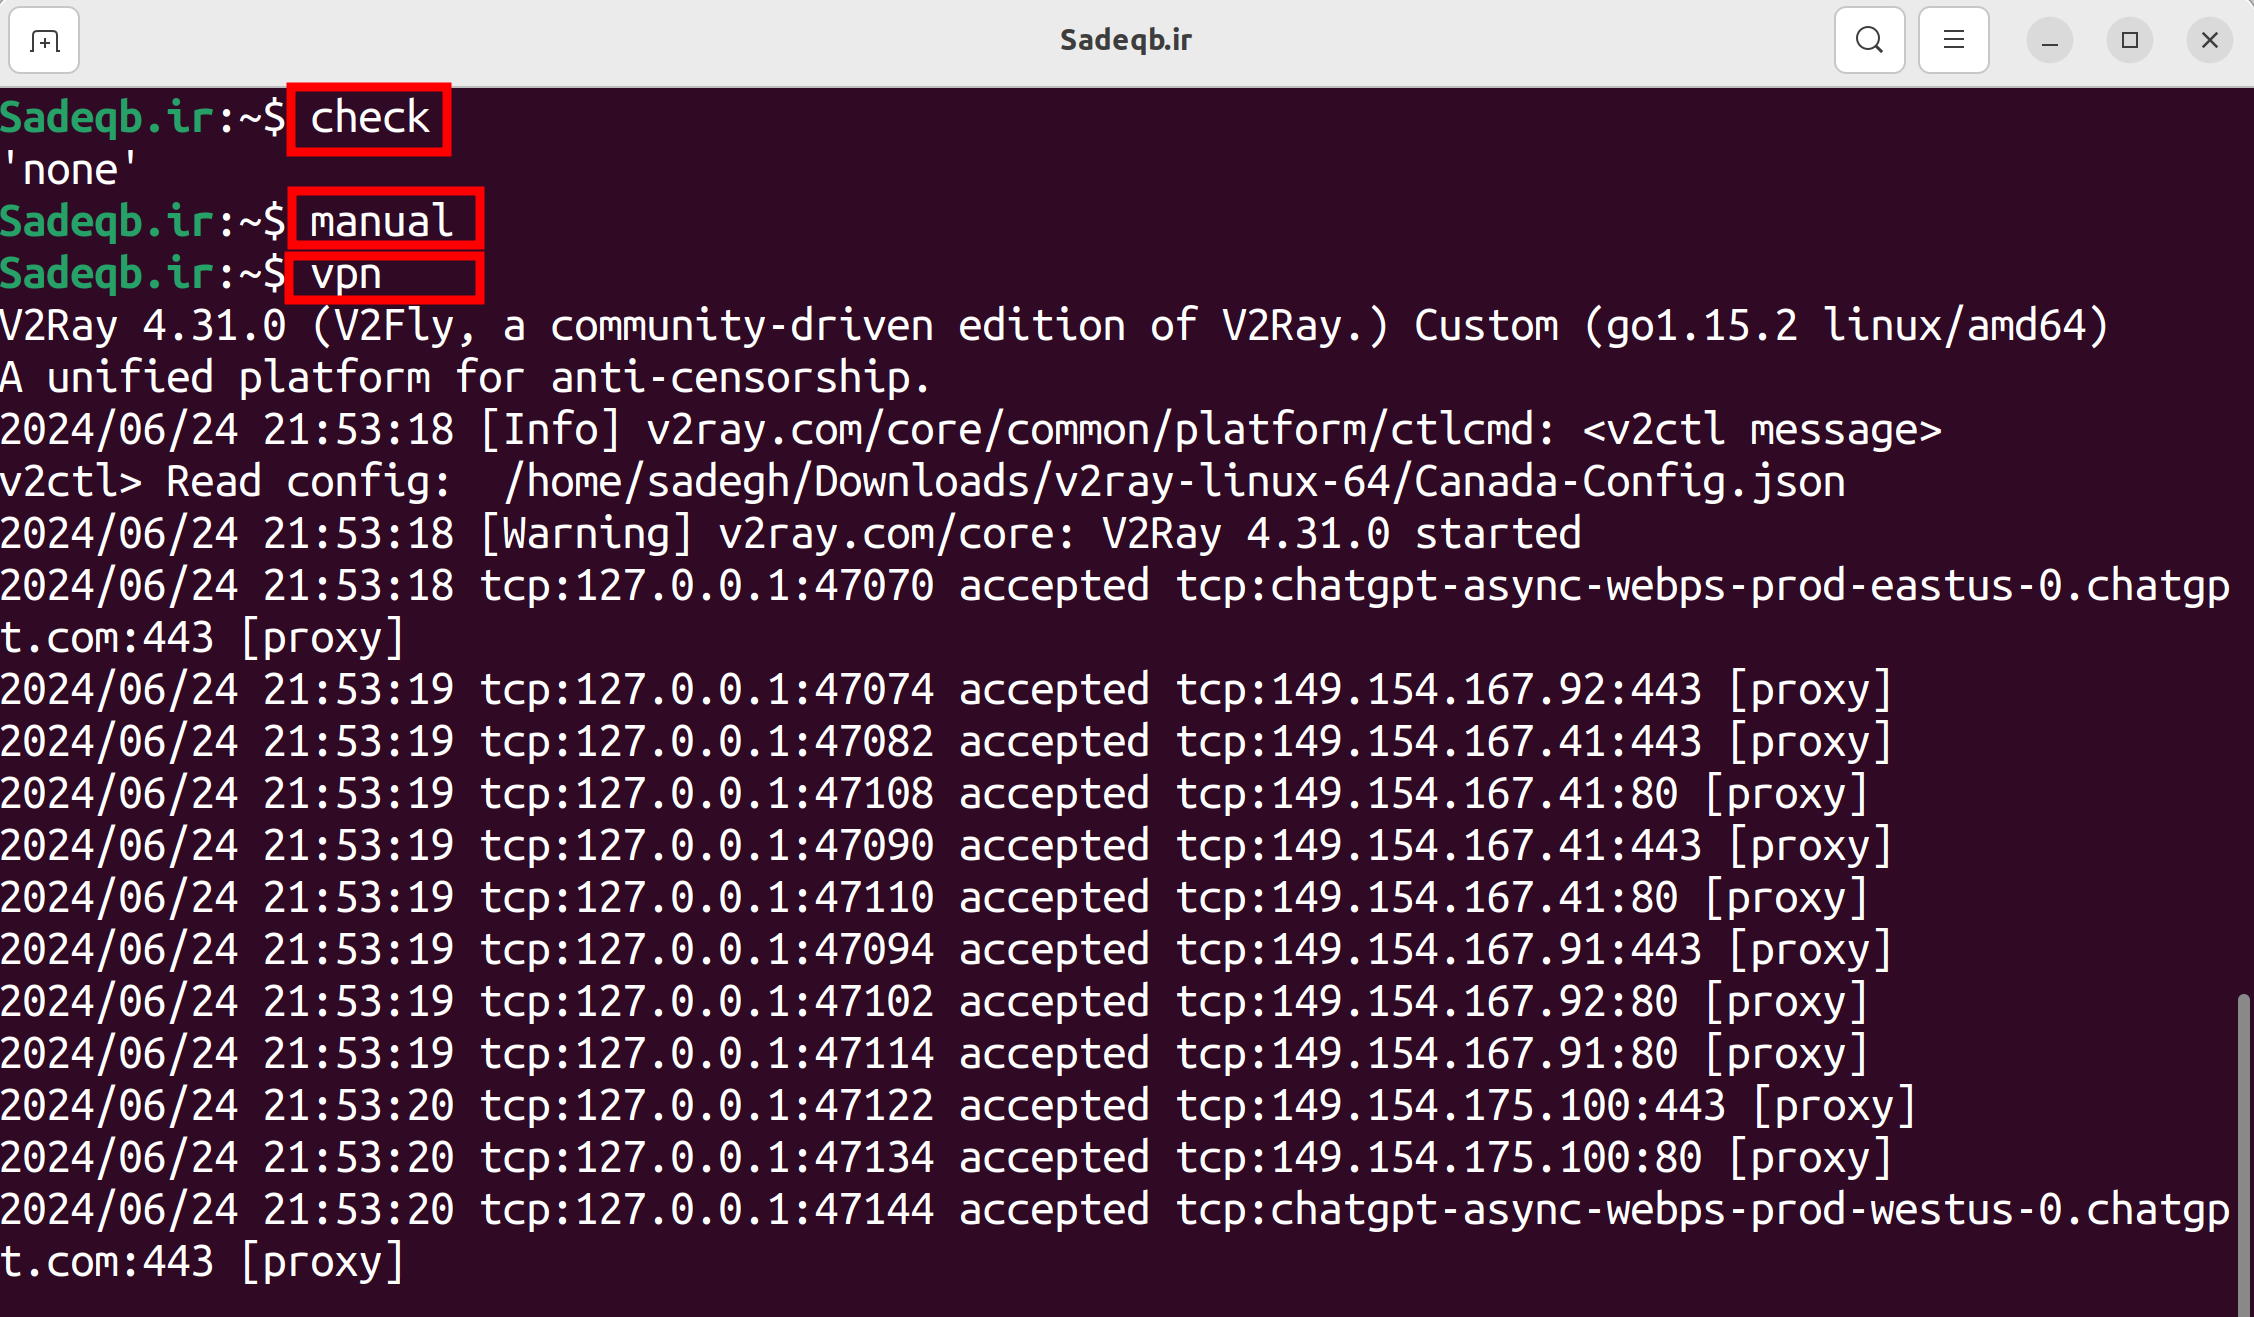 Sadeqb.ir
Sadeqb.ir:~$ check
'none'
Sadeqb.ir:~$ manual
Sadeqb.ir:~$ vpn
V2Ray 4.31.0 (V2Fly, a community-driven edition of V2Ray.) Custom (go1.15.2 linux/amd64)
A unified platform for anti-censorship.
2024/06/24 21:53:18 [Info] v2ray.com/core/common/platform/ctlcmd: <v2ctl message>
v2ctl> Read config:  /home/sadegh/Downloads/v2ray-linux-64/Canada-Config.json
2024/06/24 21:53:18 [Warning] v2ray.com/core: V2Ray 4.31.0 started
2024/06/24 21:53:18 tcp:127.0.0.1:47070 accepted tcp:chatgpt-async-webps-prod-eastus-0.chatgp
t.com:443 [proxy]
2024/06/24 21:53:19 tcp:127.0.0.1:47074 accepted tcp:149.154.167.92:443 [proxy]
2024/06/24 21:53:19 tcp:127.0.0.1:47082 accepted tcp:149.154.167.41:443 [proxy]
2024/06/24 21:53:19 tcp:127.0.0.1:47108 accepted tcp:149.154.167.41:80 [proxy]
2024/06/24 21:53:19 tcp:127.0.0.1:47090 accepted tcp:149.154.167.41:443 [proxy]
2024/06/24 21:53:19 tcp:127.0.0.1:47110 accepted tcp:149.154.167.41:80 [proxy]
2024/06/24 21:53:19 tcp:127.0.0.1:47094 accepted tcp:149.154.167.91:443 [proxy]
2024/06/24 21:53:19 tcp:127.0.0.1:47102 accepted tcp:149.154.167.92:80 [proxy]
2024/06/24 21:53:19 tcp:127.0.0.1:47114 accepted tcp:149.154.167.91:80 [proxy]
2024/06/24 21:53:20 tcp:127.0.0.1:47122 accepted tcp:149.154.175.100:443 [proxy]
2024/06/24 21:53:20 tcp:127.0.0.1:47134 accepted tcp:149.154.175.100:80 [proxy]
2024/06/24 21:53:20 tcp:127.0.0.1:47144 accepted tcp:chatgpt-async-webps-prod-westus-0.chatgp
t.com:443 [proxy]